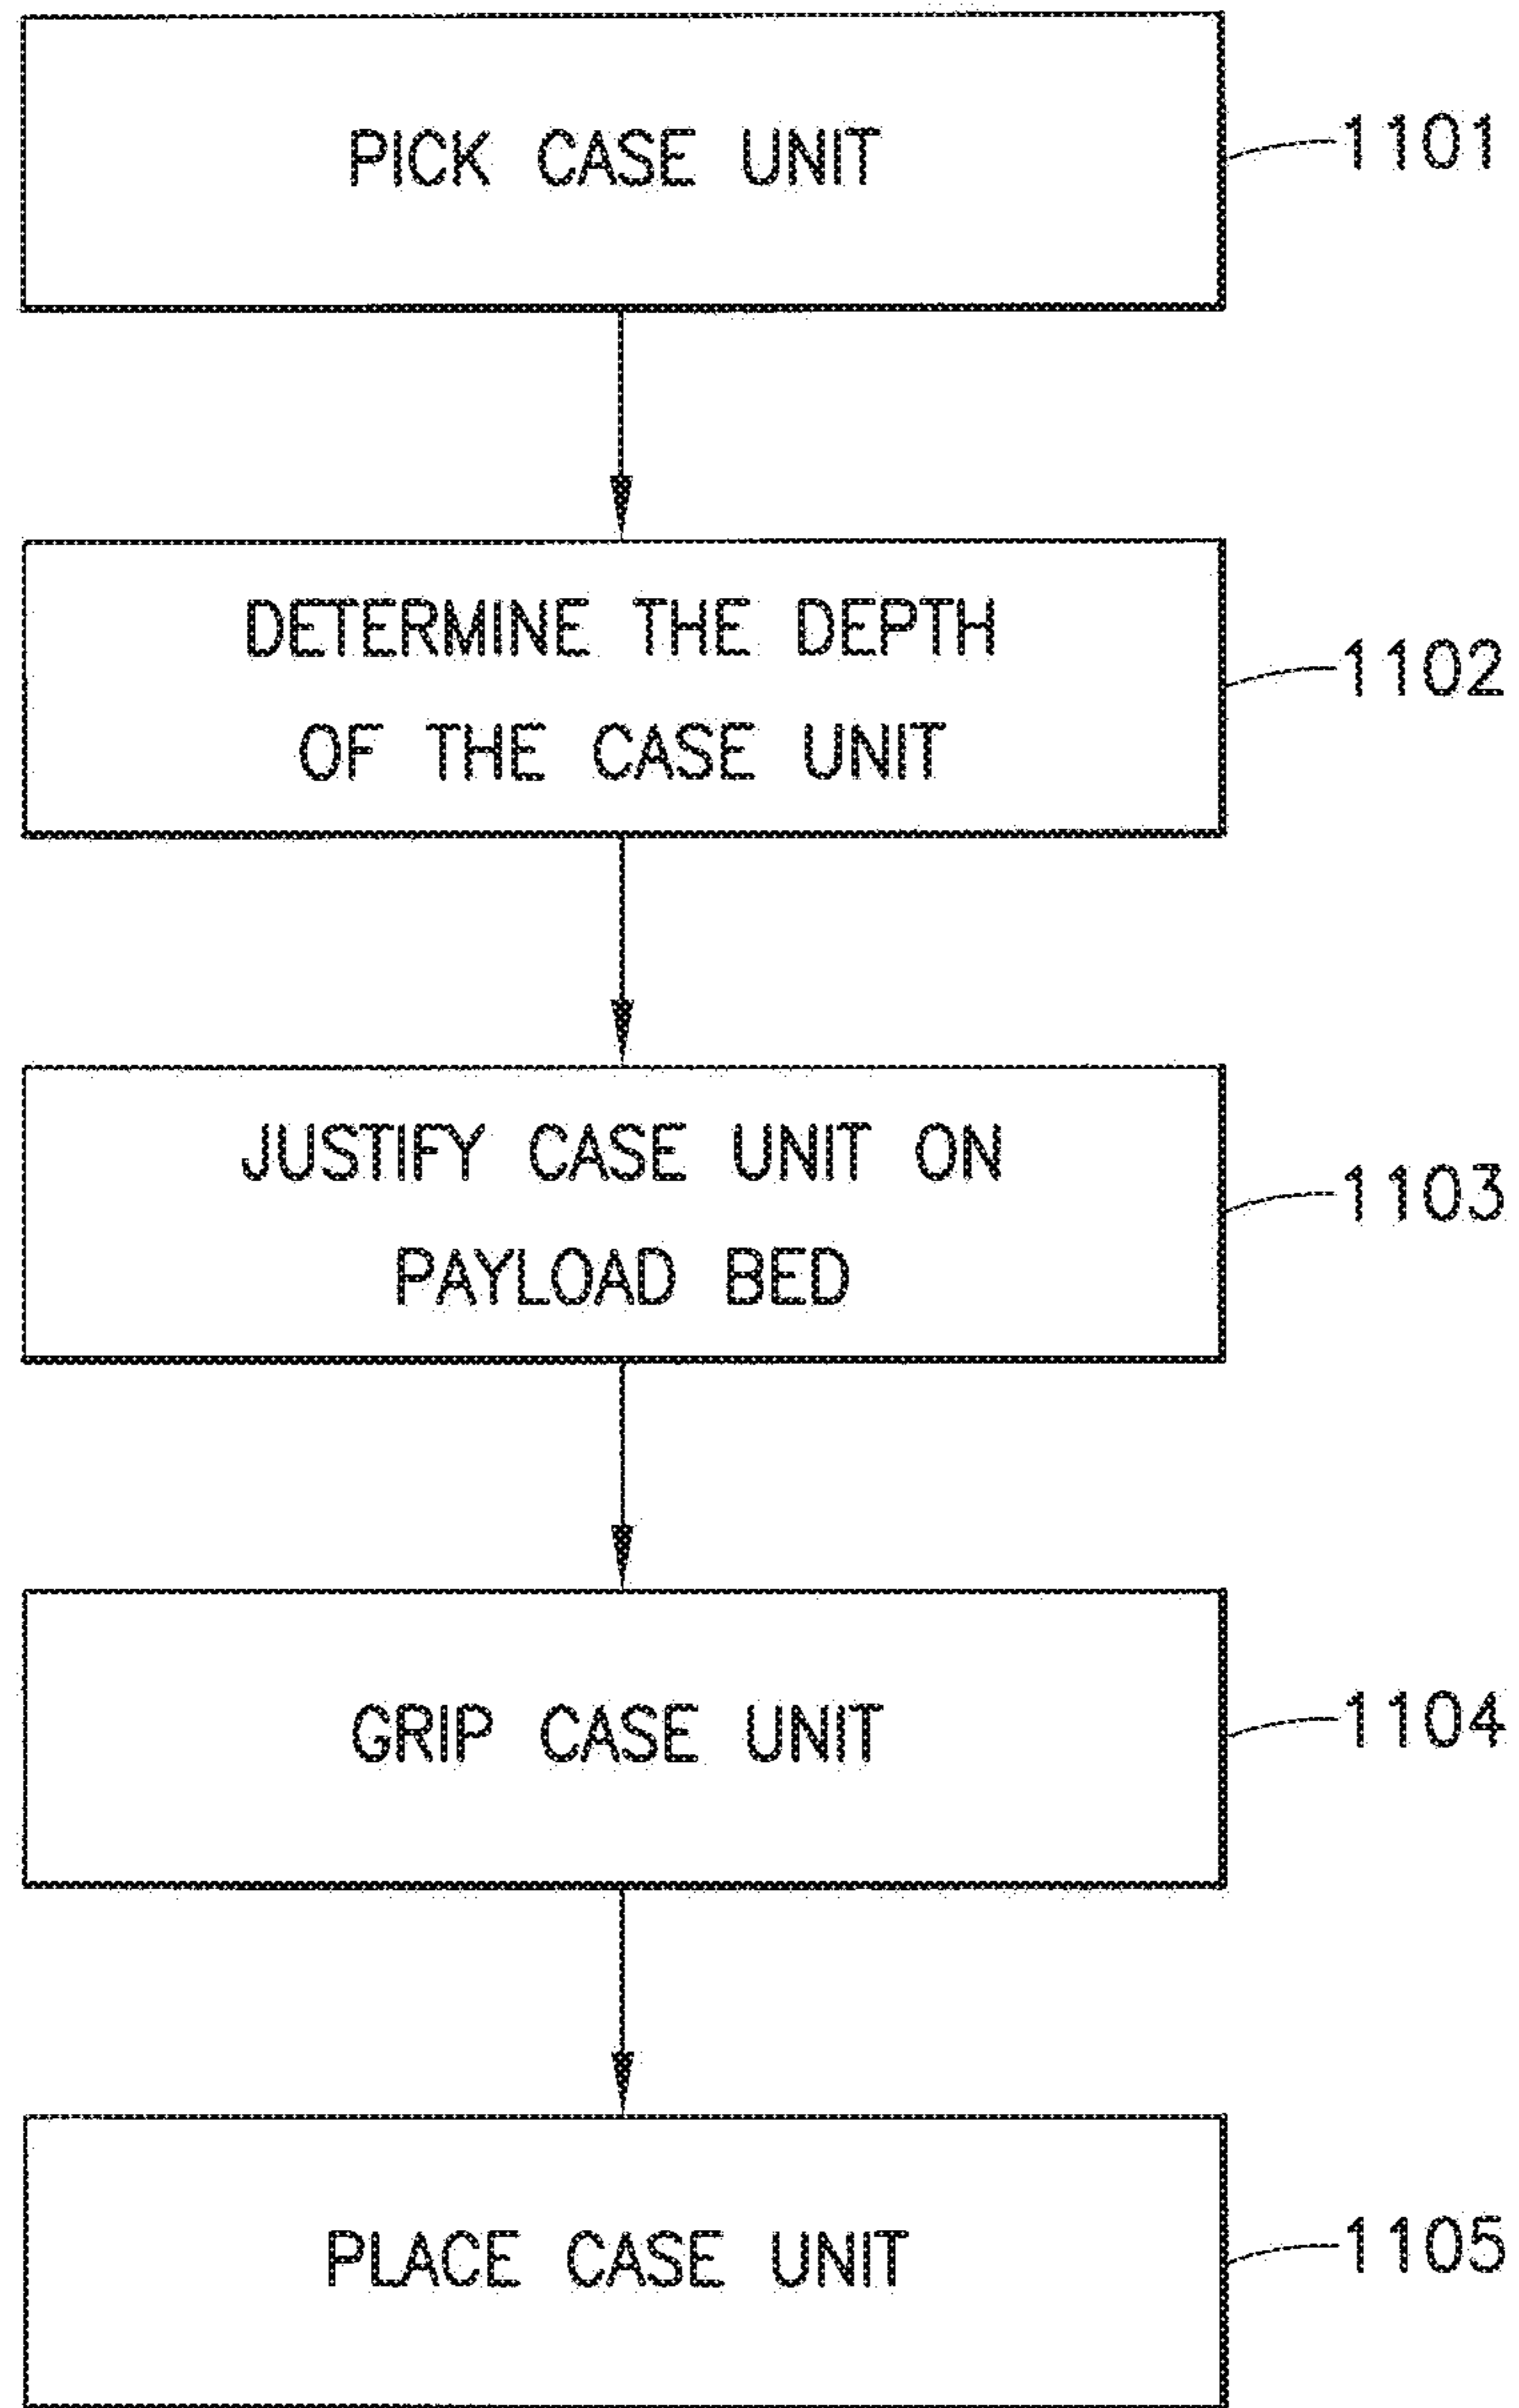 PICK CASE UNIT
1101
DETERMINE THE DEPTH
OF THE CASE UNIT
1102
JUSTIFY CASE UNIT ON
PAYLOAD BED
1103
GRIP CASE UNIT
1104
PLACE CASE UNIT
1105